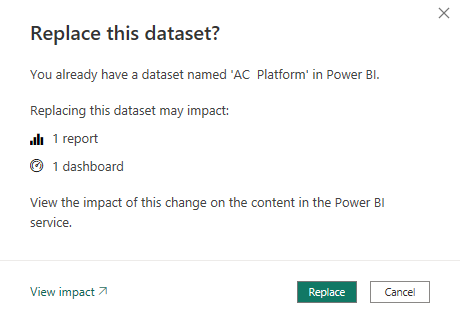 Replace this dataset?
You already have a dataset named 'AC  Platform' in Power BI.
Replacing this dataset may impact:
1 report
1 dashboard
View the impact of this change on the content in the Power BI
service.
View impact
Replace
Cancel